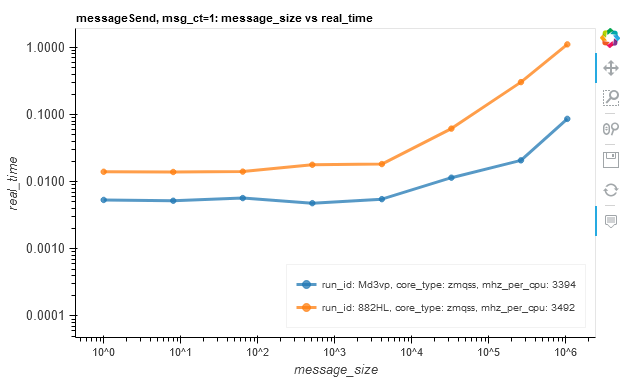 messageSend, msg_ct=1: message_size vs real_time
real_time
1.0000
0.1000
0.0100
0.0010
0.0001
run_id: Md3vp, core_type: zmqss, mhz_per_cpu: 3394
run_id: 882HL, core_type: zmqss, mhz_per_cpu: 3492
10^0 10^1 10^2 10^3 10^4 10^5 10^6
message_size